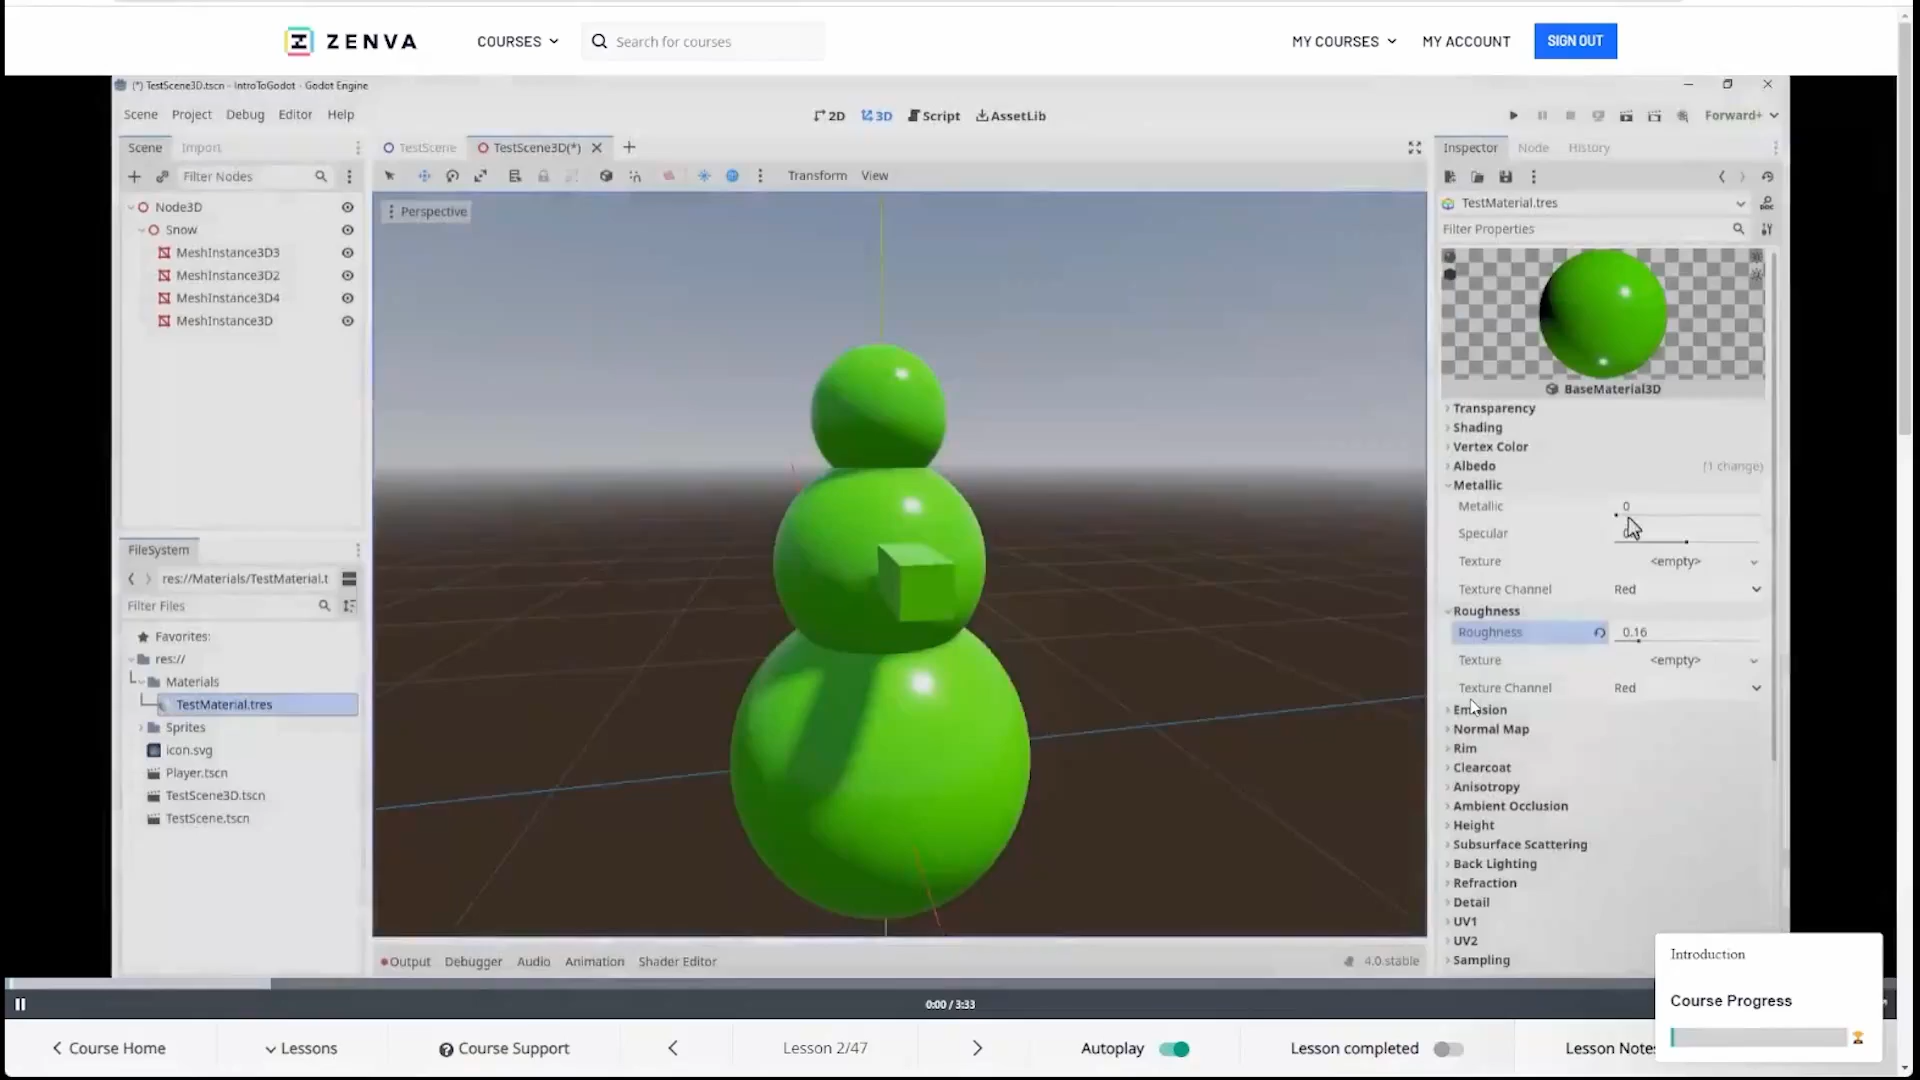 ZENVA
COURSES
Search for courses
MY COURSES
MY ACCOUNT
SIGN OUT
(*) TestScene3D.tscn - IntroToGodot - Godot Engine
Scene Project Debug Editor Help
2D 3D Script AssetLib
Forward+
Scene Import
Filter Nodes
Node3D
Snow
MeshInstance3D3
MeshInstance3D2
MeshInstance3D4
MeshInstance3D
FileSystem
res://Materials/TestMaterial.t
Filter Files
Favorites:
res://
Materials
TestMaterial.tres
Sprites
icon.svg
Player.tscn
TestScene3D.tscn
TestScene.tscn
TestScene TestScene3D(*)
Transform View
Perspective
Output Debugger Audio Animation Shader Editor
4.0.stable
Inspector Node History
TestMaterial.tres
Filter Properties
BaseMaterial3D
Transparency
Shading
Vertex Color
Albedo (1 change)
Metallic
Metallic 0
Specular
Texture <empty>
Texture Channel Red
Roughness
Roughness 0.16
Texture <empty>
Texture Channel Red
Emission
Normal Map
Rim
Clearcoat
Anisotropy
Ambient Occlusion
Height
Subsurface Scattering
Back Lighting
Refraction
Detail
UV1
UV2
Sampling
0:00 / 3:33
Introduction
Course Progress
Course Home
Lessons
Course Support
Lesson 2/47
Autoplay
Lesson completed
Lesson Notes